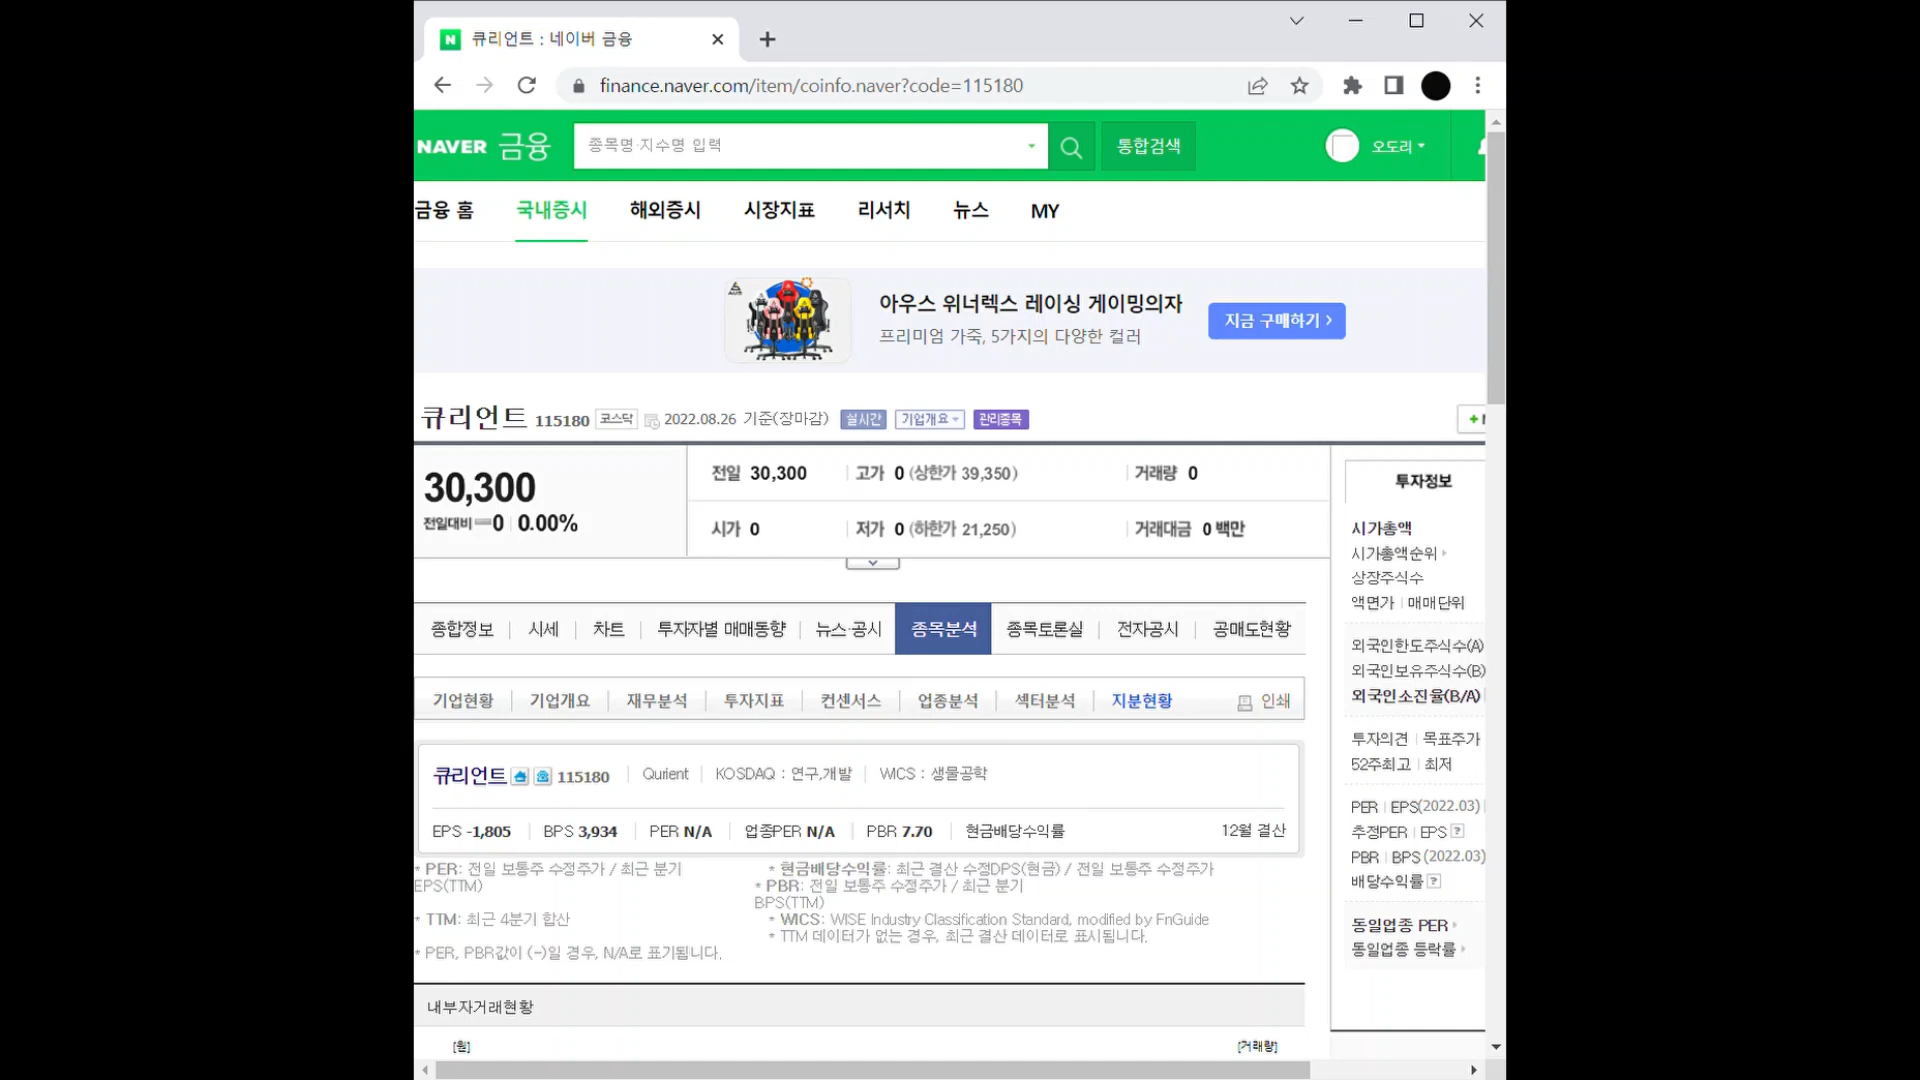 큐리언트 : 네이버 금융
finance.naver.com/item/coinfo.naver?code=115180
NAVER 금융
종목명·지수명 입력
통합검색
오도리
금융 홈 국내증시 해외증시 시장지표 리서치 뉴스 MY
아우스 위너렉스 레이싱 게이밍의자
프리미엄 가죽, 5가지의 다양한 컬러
지금 구매하기
큐리언트 115180 코스닥 2022.08.26 기준(장마감) 실시간 기업개요 관리종목
30,300
전일대비 0 0.00%
전일 30,300 고가 0 (상한가 39,350) 거래량 0
시가 0 저가 0 (하한가 21,250) 거래대금 0 백만
종합정보 시세 차트 투자자별 매매동향 뉴스·공시 종목분석 종목토론실 전자공시 공매도현황
기업현황 기업개요 재무분석 투자지표 컨센서스 업종분석 섹터분석 지분현황 인쇄
큐리언트 115180 Qurient KOSDAQ : 연구,개발 WICS : 생물공학
EPS -1,805 BPS 3,934 PER N/A 업종PER N/A PBR 7.70 현금배당수익률 12월 결산
* PER: 전일 보통주 수정주가 / 최근 분기
EPS(TTM)
* TTM: 최근 4분기 합산
* PER, PBR값이 (-)일 경우, N/A로 표기됩니다.
* 현금배당수익률: 최근 결산 수정DPS(현금) / 전일 보통주 수정주가
* PBR: 전일 보통주 수정주가 / 최근 분기
BPS(TTM)
* WICS: WISE Industry Classification Standard, modified by FnGuide
* TTM 데이터가 없는 경우, 최근 결산 데이터로 표시됩니다.
내부자거래현황
[원] [거래량]
투자정보
시가총액
시가총액순위
상장주식수
액면가 매매단위
외국인한도주식수(A)
외국인보유주식수(B)
외국인소진율(B/A)
투자의견 목표주가
52주최고 최저
PER EPS(2022.03)
추정PER EPS ?
PBR BPS (2022.03)
배당수익률 ?
동일업종 PER
동일업종 등락률